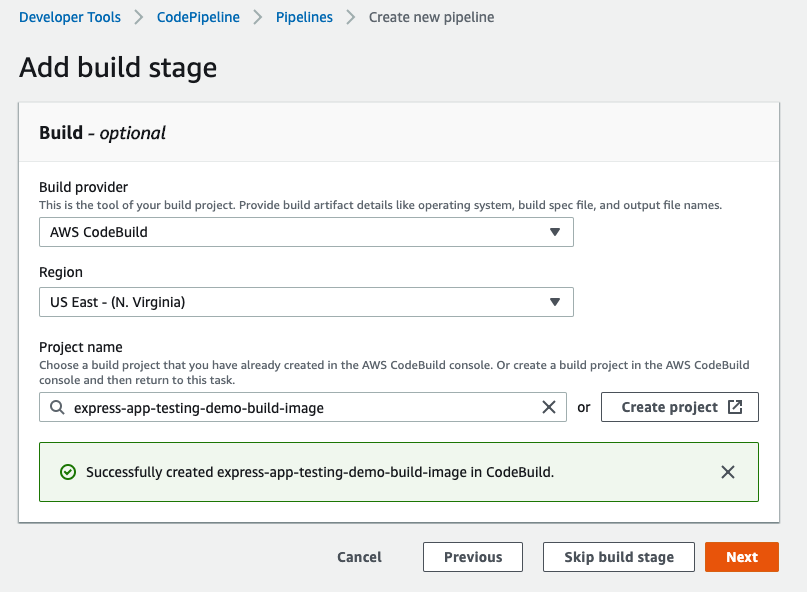 Developer Tools > CodePipeline > Pipelines > Create new pipeline
Add build stage
Build - optional
Build provider
This is the tool of your build project. Provide build artifact details like operating system, build spec file, and output file names.
AWS CodeBuild
Region
US East - (N. Virginia)
Project name
Choose a build project that you have already created in the AWS CodeBuild console. Or create a build project in the AWS CodeBuild
console and then return to this task.
express-app-testing-demo-build-image or Create project
Successfully created express-app-testing-demo-build-image in CodeBuild.
Cancel Previous Skip build stage Next